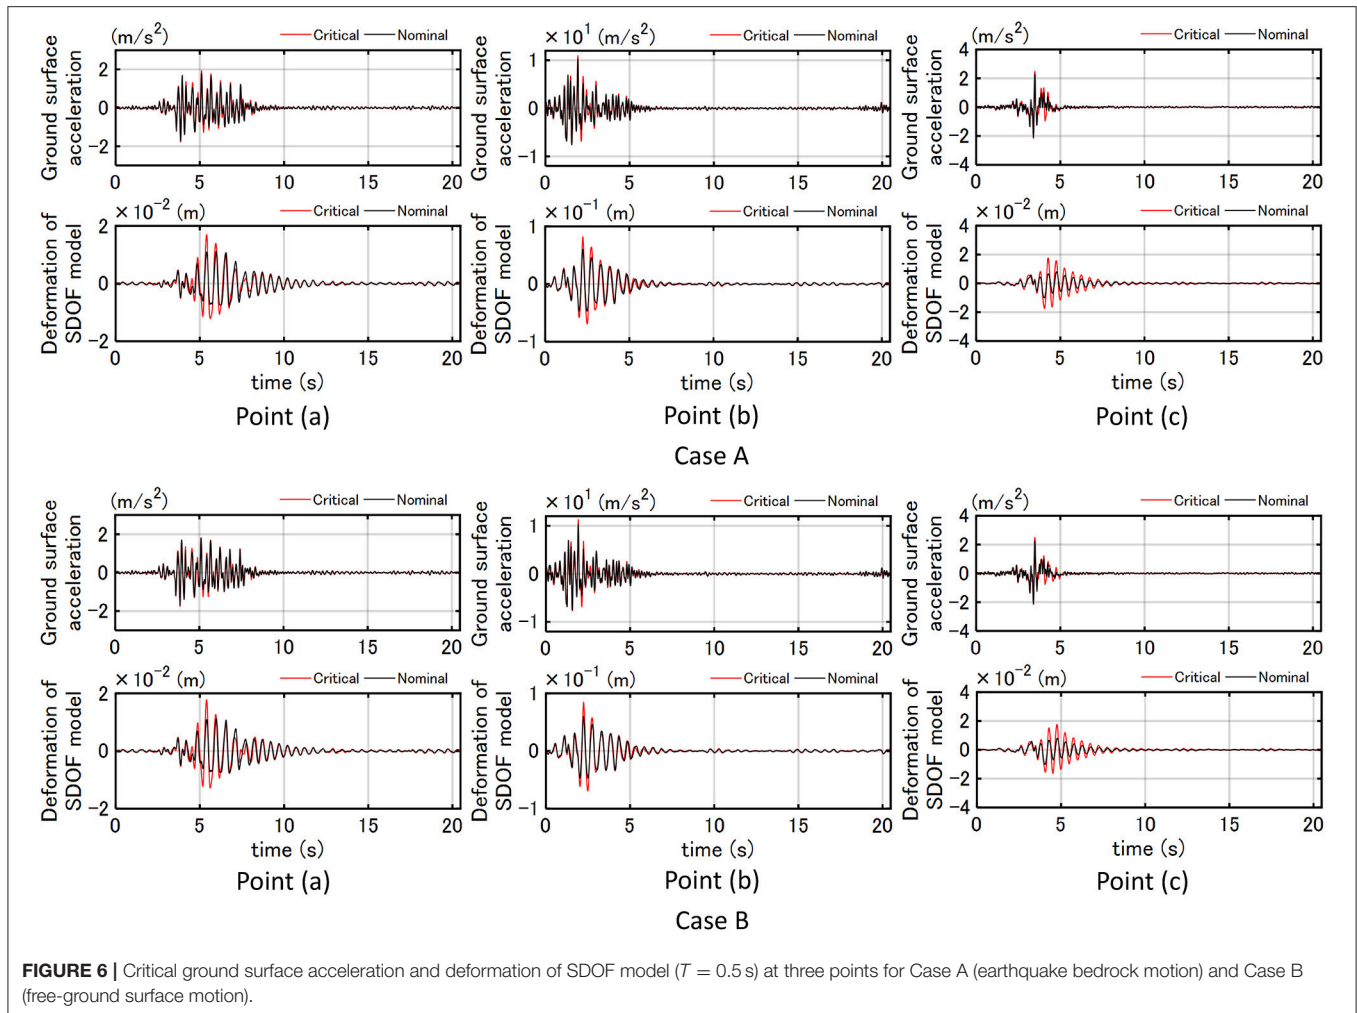 (m/s²) Critical Nominal
Ground surface acceleration
2
0
−2
0 5 10 15 20
× 10¹ (m/s²) Critical Nominal
Ground surface acceleration
1
0
−1
0 5 10 15 20
(m/s²) Critical Nominal
Ground surface acceleration
4
2
0
−2
−4
0 5 10 15 20
× 10⁻² (m) Critical Nominal
Deformation of SDOF model
2
0
−2
0 5 10 15 20
time (s)
Point (a)
× 10⁻¹ (m) Critical Nominal
Deformation of SDOF model
1
0
−1
0 5 10 15 20
time (s)
Point (b)
× 10⁻² (m) Critical Nominal
Deformation of SDOF model
4
2
0
−2
−4
0 5 10 15 20
time (s)
Point (c)
Case A
(m/s²) Critical Nominal
Ground surface acceleration
2
0
−2
0 5 10 15 20
× 10¹ (m/s²) Critical Nominal
Ground surface acceleration
1
0
−1
0 5 10 15 20
(m/s²) Critical Nominal
Ground surface acceleration
4
2
0
−2
−4
0 5 10 15 20
× 10⁻² (m) Critical Nominal
Deformation of SDOF model
2
0
−2
0 5 10 15 20
time (s)
Point (a)
× 10⁻¹ (m) Critical Nominal
Deformation of SDOF model
1
0
−1
0 5 10 15 20
time (s)
Point (b)
× 10⁻² (m) Critical Nominal
Deformation of SDOF model
4
2
0
−2
−4
0 5 10 15 20
time (s)
Point (c)
Case B
FIGURE 6 | Critical ground surface acceleration and deformation of SDOF model (T = 0.5 s) at three points for Case A (earthquake bedrock motion) and Case B
(free-ground surface motion).